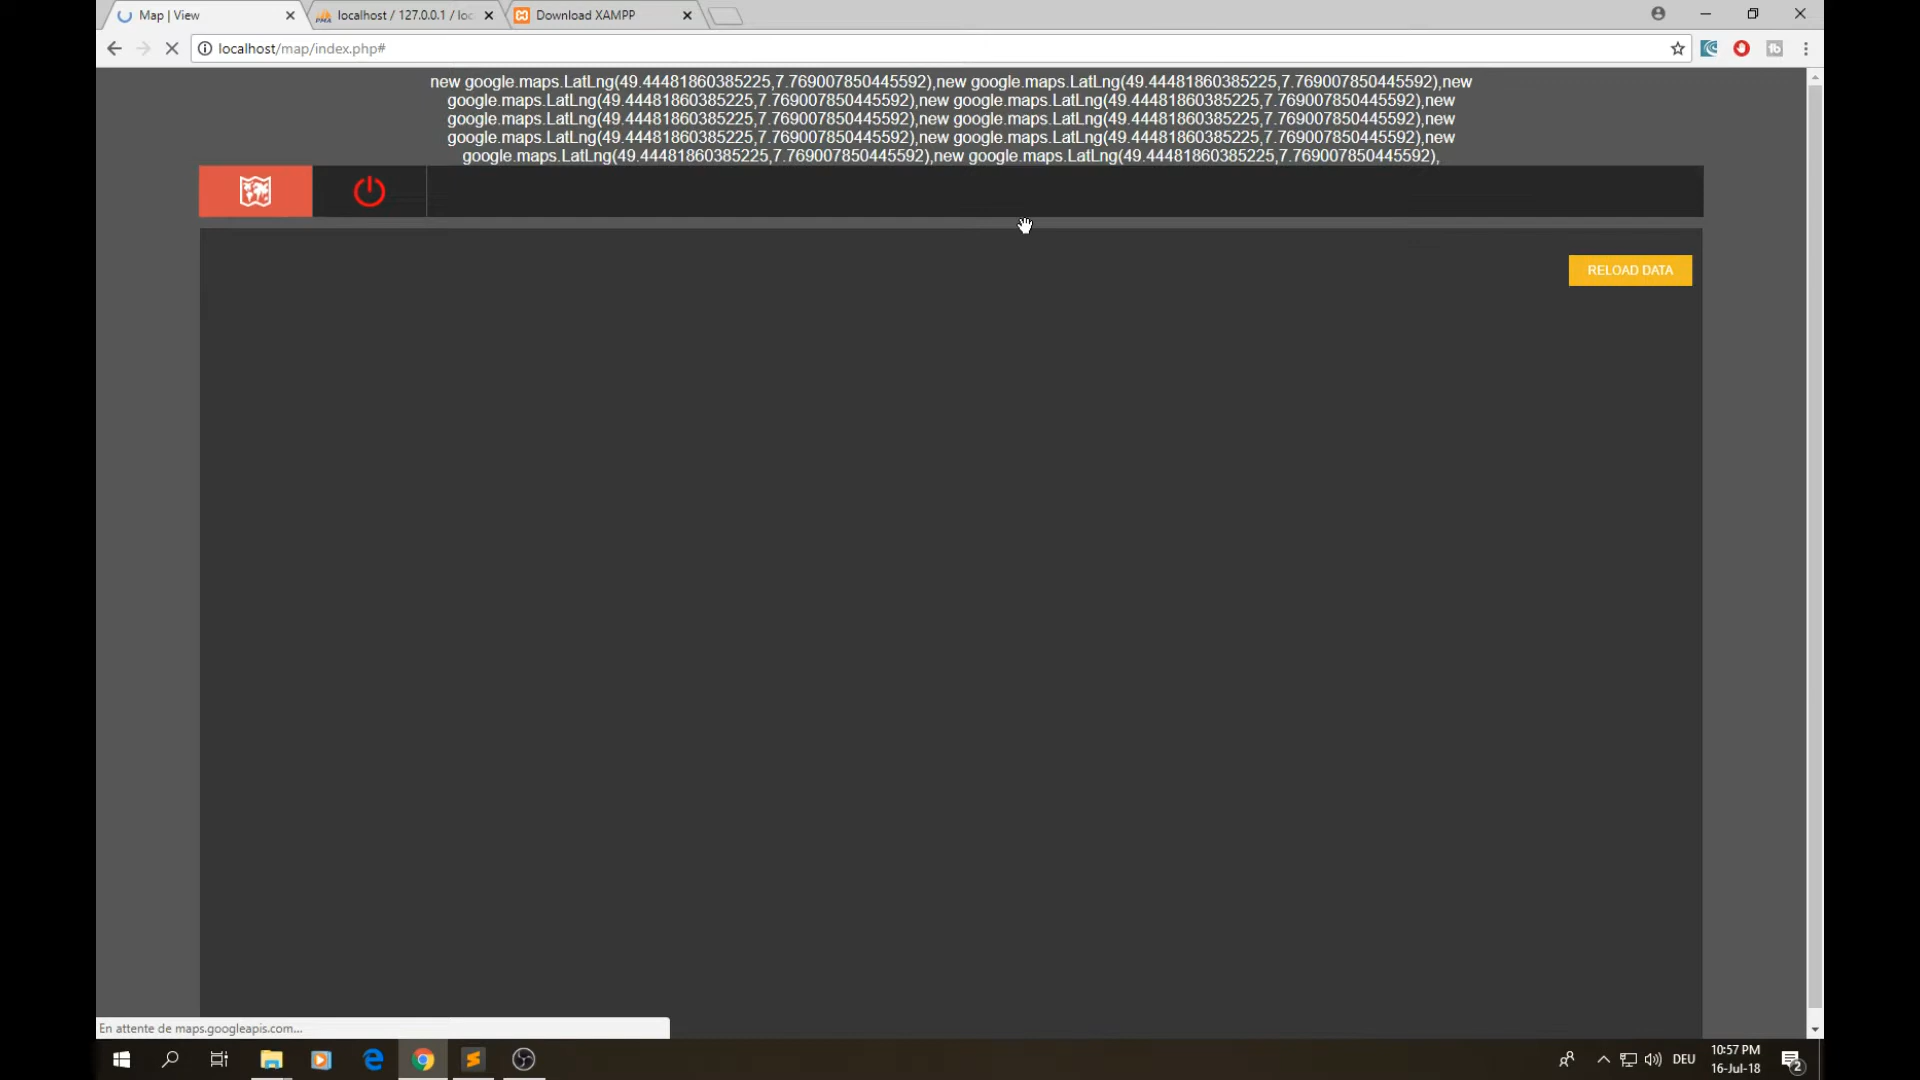 Map | View
localhost / 127.0.0.1 / loc
Download XAMPP
localhost/map/index.php#
new google.maps.LatLng(49.44481860385225,7.769007850445592),new google.maps.LatLng(49.44481860385225,7.769007850445592),new
google.maps.LatLng(49.44481860385225,7.769007850445592),new google.maps.LatLng(49.44481860385225,7.769007850445592),new
google.maps.LatLng(49.44481860385225,7.769007850445592),new google.maps.LatLng(49.44481860385225,7.769007850445592),new
google.maps.LatLng(49.44481860385225,7.769007850445592),new google.maps.LatLng(49.44481860385225,7.769007850445592),new
google.maps.LatLng(49.44481860385225,7.769007850445592),new google.maps.LatLng(49.44481860385225,7.769007850445592),
RELOAD DATA
En attente de maps.googleapis.com...
DEU
10:57 PM
16-Jul-18
2